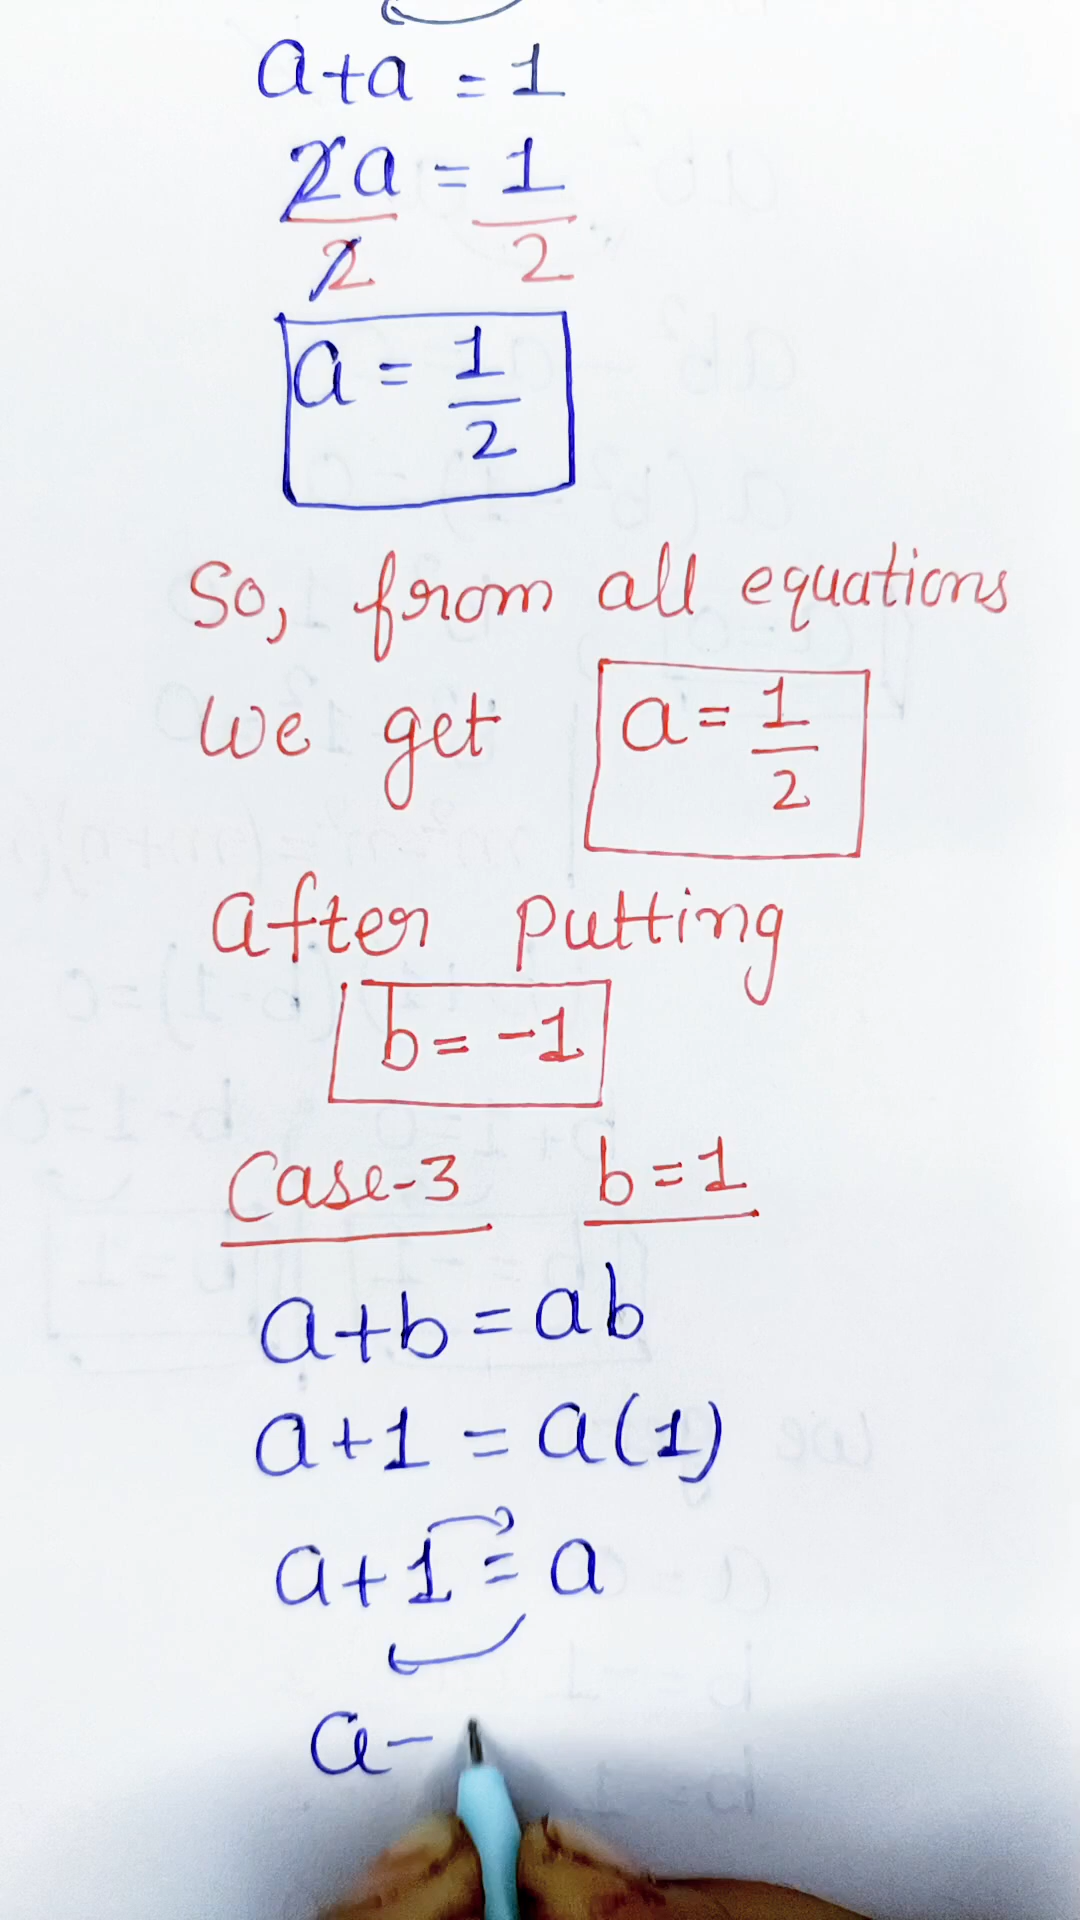 a+a = 1
2a = 1
2 2
a = 1
2
So, from all equations
we get a = 1
2
After putting
b = -1
Case-3 b = 1
a+b = ab
a+1 = a(1)
a+1 = a
a-